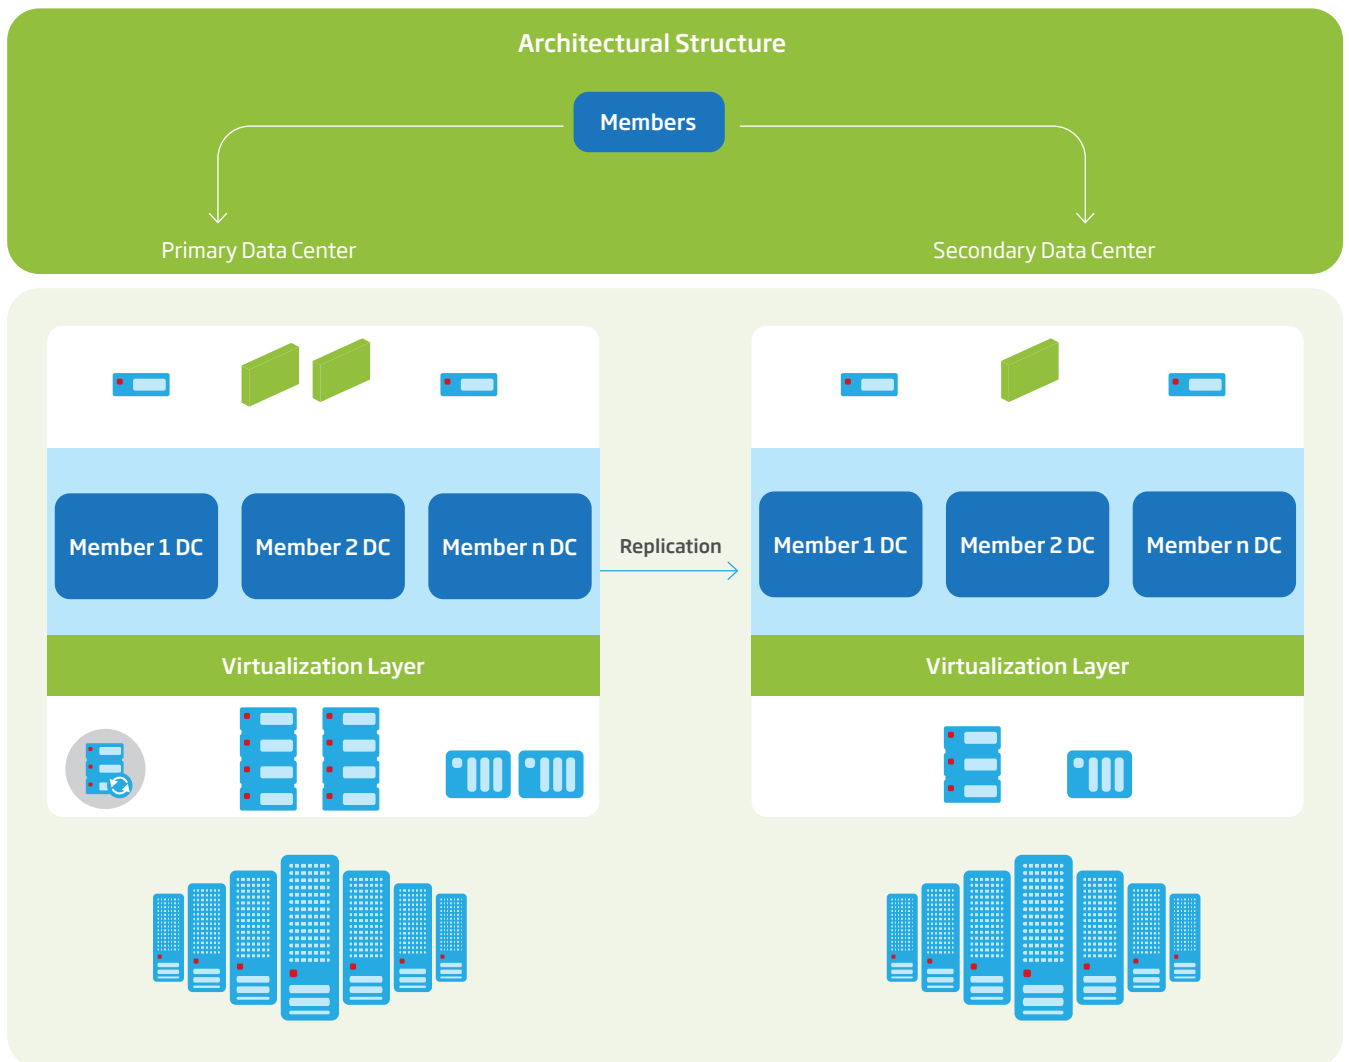 Architectural Structure
Members
Primary Data Center
Secondary Data Center
Member 1 DC
Member 2 DC
Member n DC
Replication
Member 1 DC
Member 2 DC
Member n DC
Virtualization Layer
Virtualization Layer